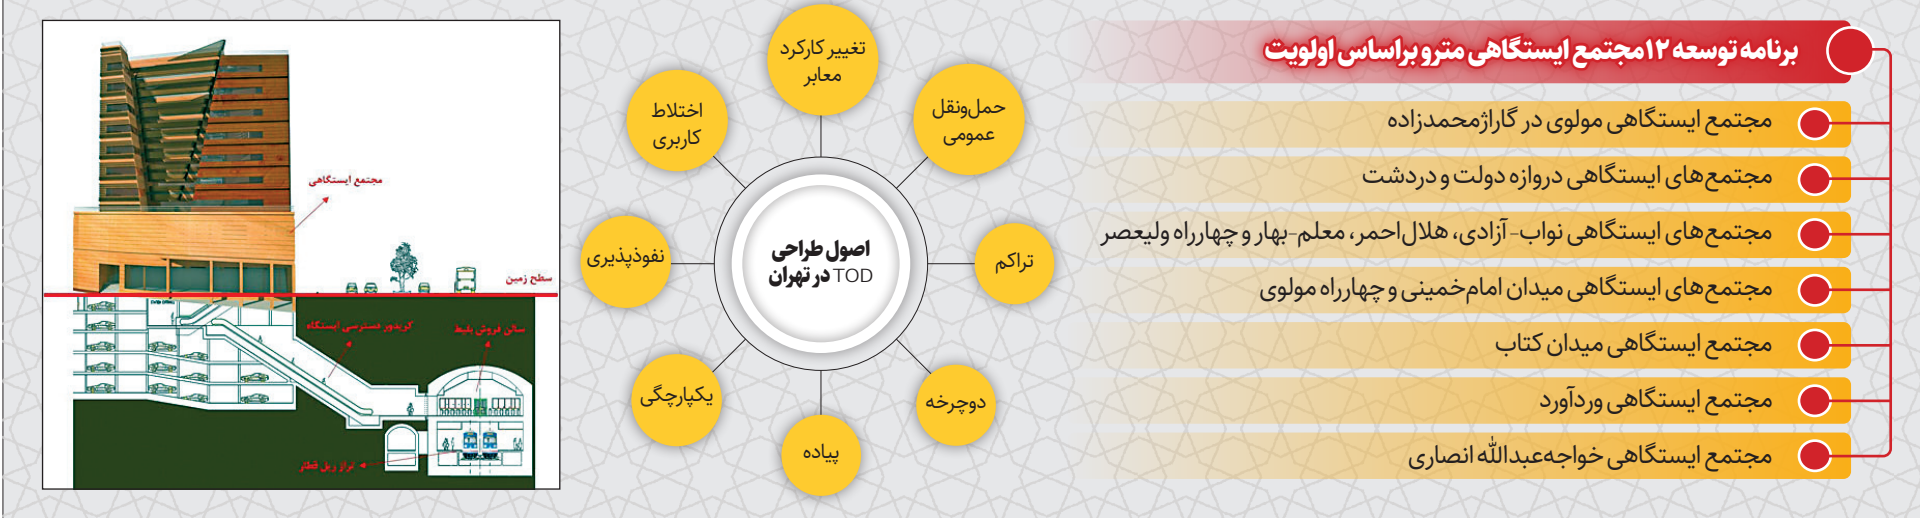 برنامه توسعه ۱۲مجتمع ایستگاهی مترو براساس اولویت
مجتمع ایستگاهی مولوی در گاراژمحمدزاده
مجتمع‌های ایستگاهی دروازه دولت و دردشت
مجتمع‌های ایستگاهی نواب- آزادی، هلال‌احمر، معلم-بهار و چهارراه ولیعصر
مجتمع‌های ایستگاهی میدان امام‌خمینی و چهارراه مولوی
مجتمع ایستگاهی میدان کتاب
مجتمع ایستگاهی وردآورد
مجتمع ایستگاهی خواجه‌عبدالله انصاری
اصول طراحی
TOD در تهران
تغییر کارکرد
معابر
حمل‌ونقل
عمومی
تراکم
دوچرخه
پیاده
یکپارچگی
نفوذپذیری
اختلاط
کاربری
مجتمع ایستگاهی
سطح زمین
سالن فروش بلیط
کریدور دسترسی ایستگاه
تراز ریل قطار